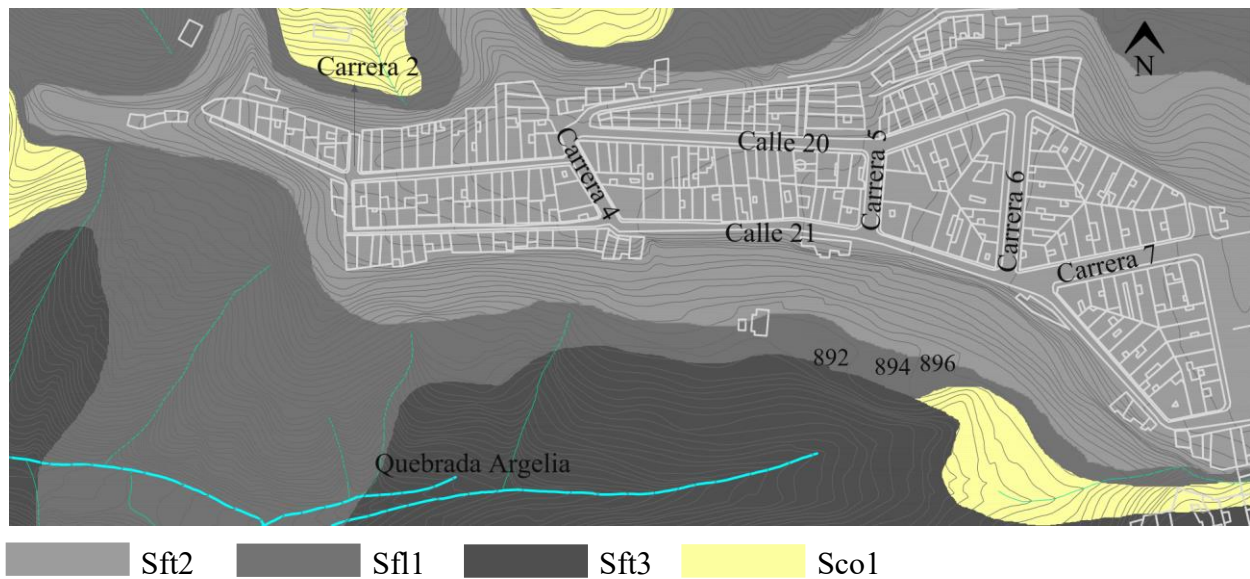 N
Carrera 2
Calle 20
Carrera 4
Carrera 5
Calle 21
Carrera 6
Carrera 7
892
894
896
Quebrada Argelia
Sft2
Sfl1
Sft3
Sco1